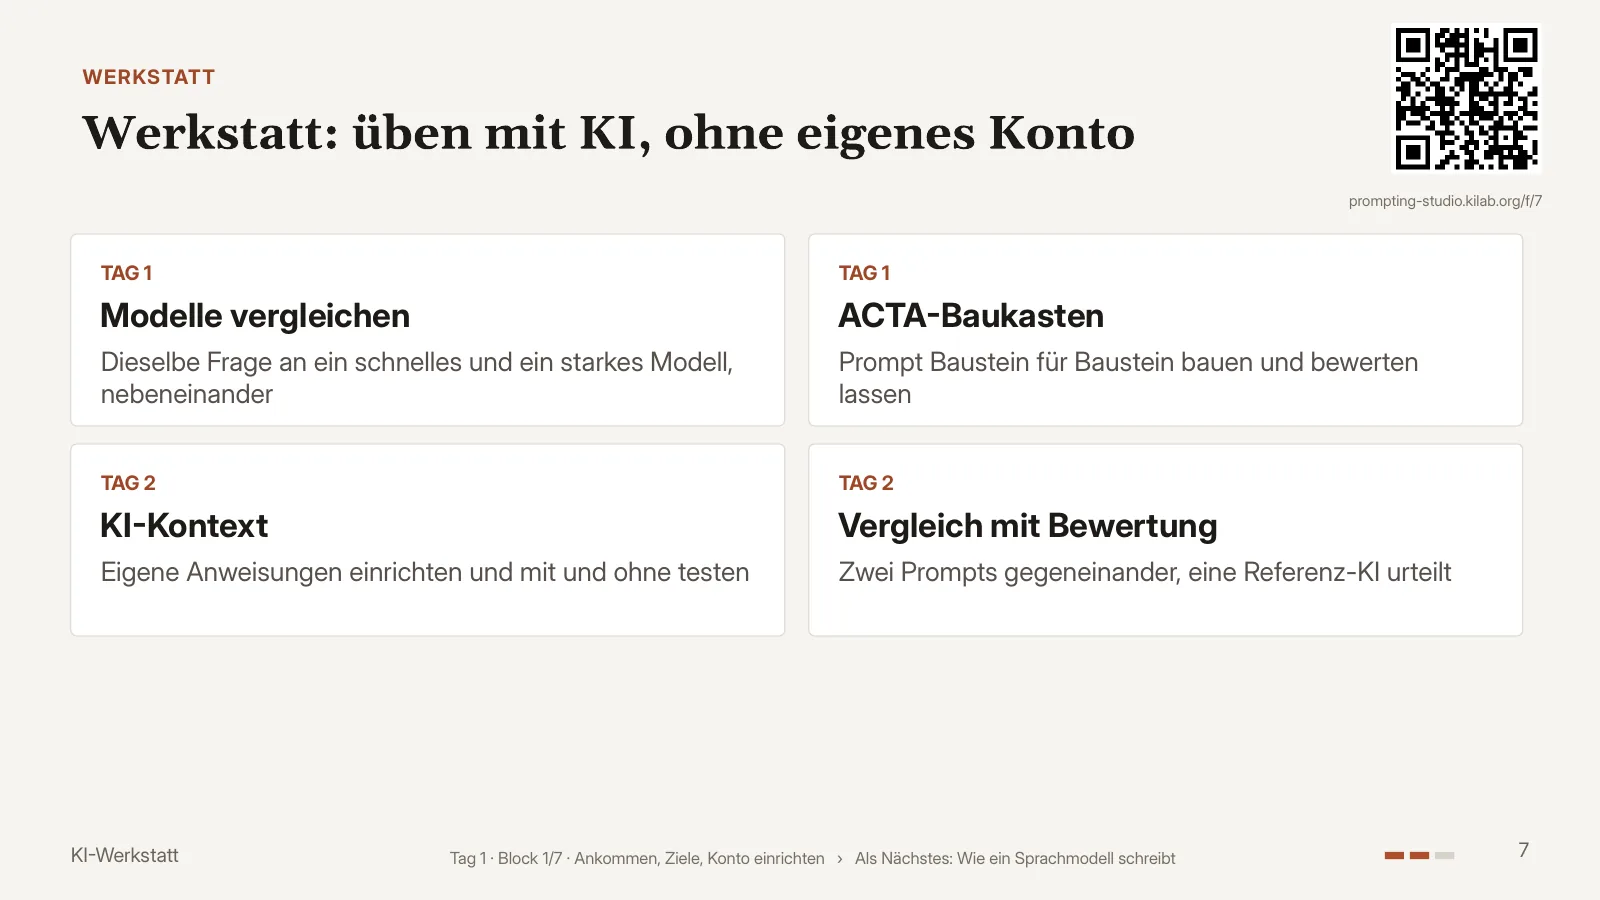 WERKSTATT
Werkstatt: üben mit KI, ohne eigenes Konto
prompting-studio.kilab.org/f/7
TAG 1
Modelle vergleichen
Dieselbe Frage an ein schnelles und ein starkes Modell,
nebeneinander
TAG 1
ACTA-Baukasten
Prompt Baustein für Baustein bauen und bewerten
lassen
TAG 2
KI-Kontext
Eigene Anweisungen einrichten und mit und ohne testen
TAG 2
Vergleich mit Bewertung
Zwei Prompts gegeneinander, eine Referenz-KI urteilt
KI-Werkstatt
Tag 1 · Block 1/7 · Ankommen, Ziele, Konto einrichten › Als Nächstes: Wie ein Sprachmodell schreibt
7